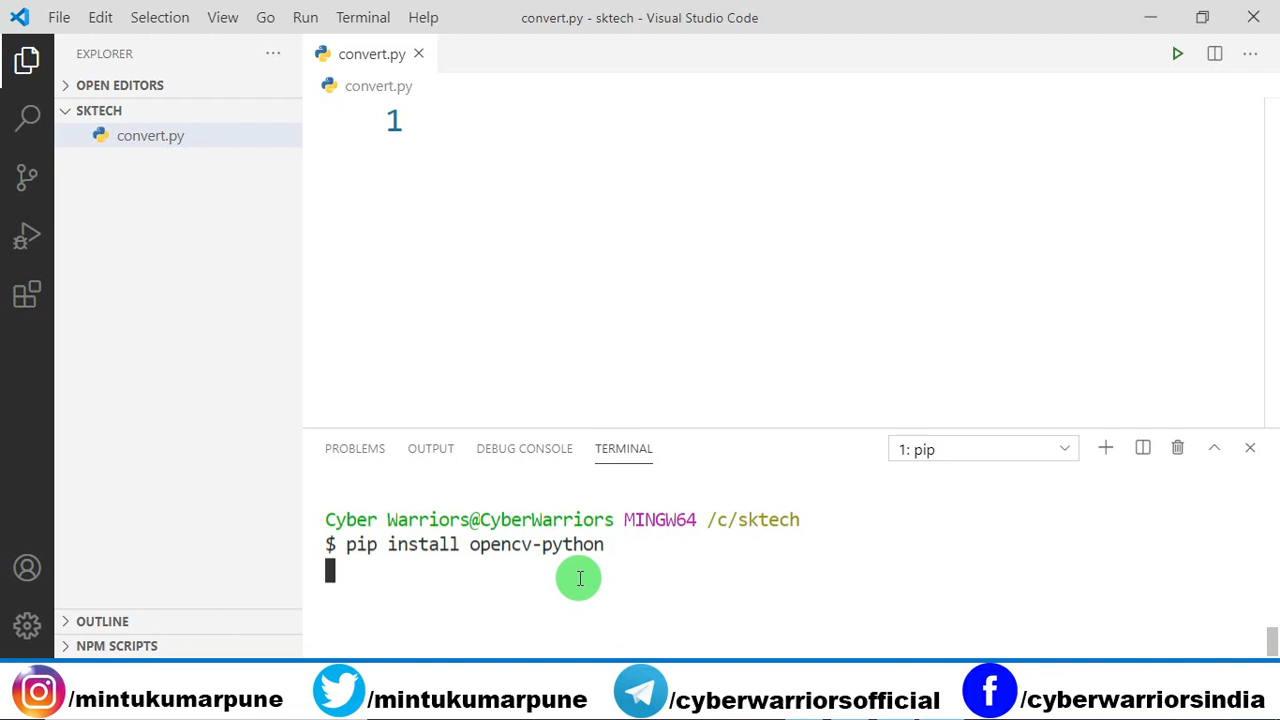 File Edit Selection View Go Run Terminal Help convert.py - sktech - Visual Studio Code
EXPLORER
OPEN EDITORS
SKTECH
convert.py
OUTLINE
NPM SCRIPTS
convert.py
convert.py
1
PROBLEMS OUTPUT DEBUG CONSOLE TERMINAL 1: pip
Cyber Warriors@CyberWarriors MINGW64 /c/sktech
$ pip install opencv-python
/mintukumarpune /mintukumarpune /cyberwarriorsofficial /cyberwarriorsindia